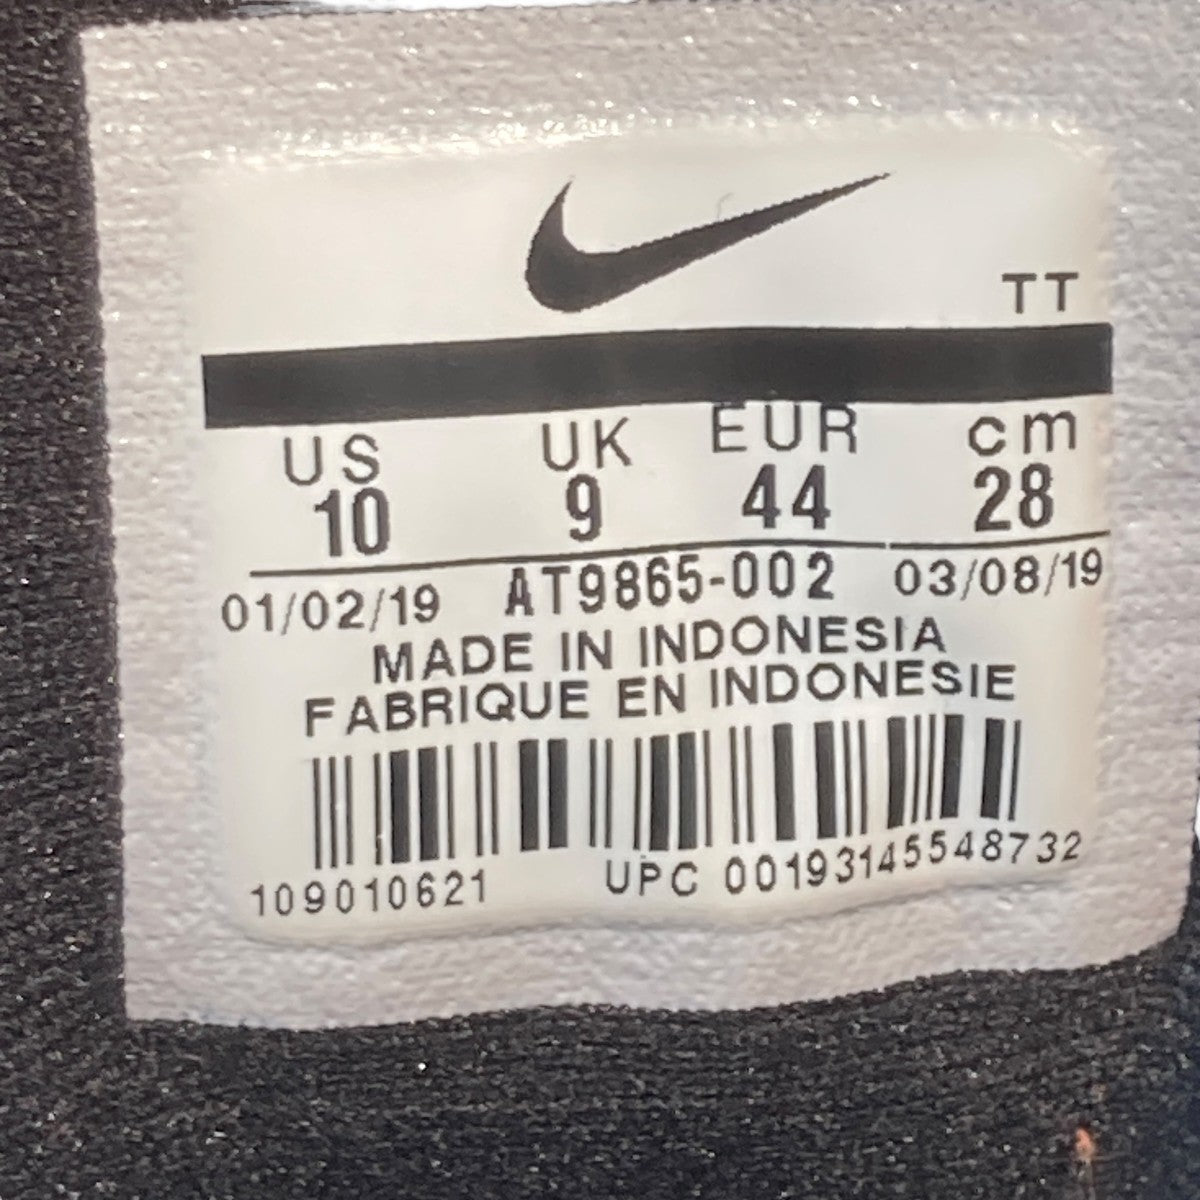 TT
US UK EUR cm
10 9 44 28
01/02/19 AT9865-002 03/08/19
MADE IN INDONESIA
FABRIQUE EN INDONESIE
109010621 UPC 00193145548732